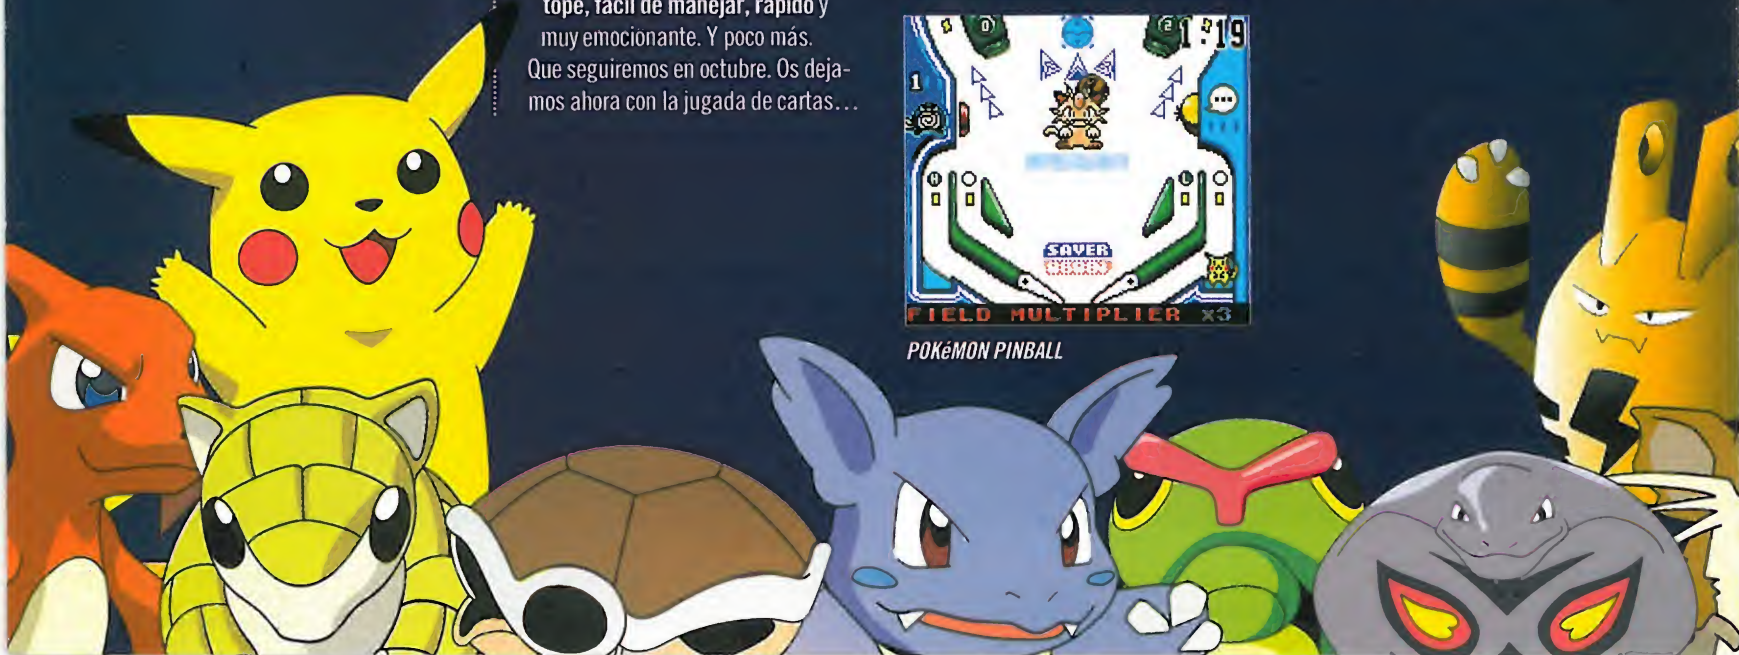 tope, fácil de manejar, rápido y
muy emocionante. Y poco más.
Que seguiremos en octubre. Os deja-
mos ahora con la jugada de cartas...
1:19
1
SAVER
FIELD MULTIPLIER x3
POKéMON PINBALL